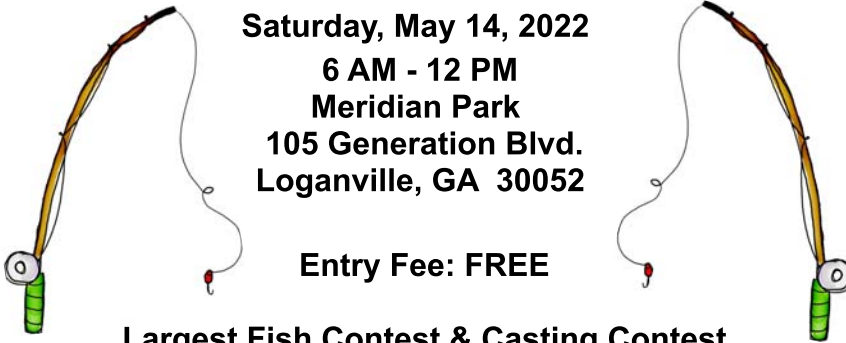 Saturday, May 14, 2022
6 AM - 12 PM
Meridian Park
105 Generation Blvd.
Loganville, GA 30052
Entry Fee: FREE
Largest Fish Contest & Casting Contest